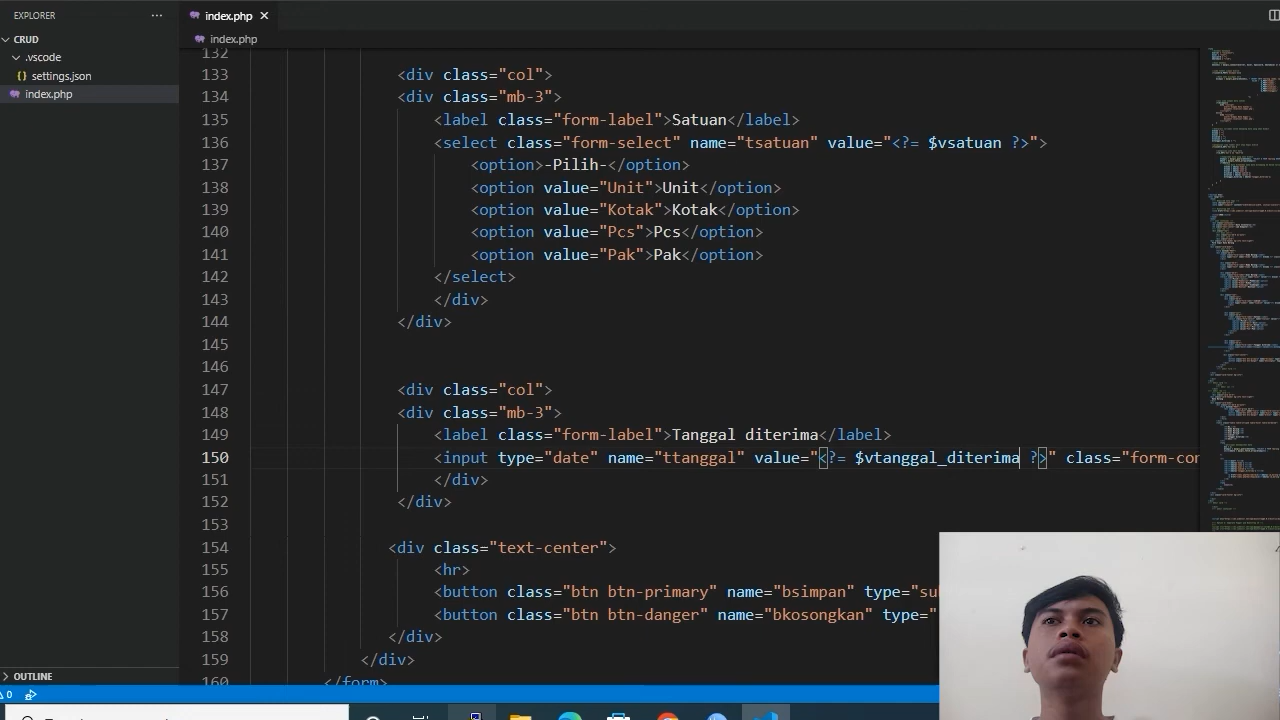 EXPLORER
CRUD
.vscode
{} settings.json
index.php
OUTLINE
index.php
index.php
132
133 <div class="col">
134 <div class="mb-3">
135 <label class="form-label">Satuan</label>
136 <select class="form-select" name="tsatuan" value="<?= $vsatuan ?>">
137 <option>-Pilih-</option>
138 <option value="Unit">Unit</option>
139 <option value="Kotak">Kotak</option>
140 <option value="Pcs">Pcs</option>
141 <option value="Pak">Pak</option>
142 </select>
143 </div>
144 </div>
145
146
147 <div class="col">
148 <div class="mb-3">
149 <label class="form-label">Tanggal diterima</label>
150 <input type="date" name="ttanggal" value="<?= $vtanggal_diterima ?>" class="form-con
151 </div>
152 </div>
153
154 <div class="text-center">
155 <hr>
156 <button class="btn btn-primary" name="bsimpan" type="su
157 <button class="btn btn-danger" name="bkosongkan" type="
158 </div>
159 </div>
160 </form>
0